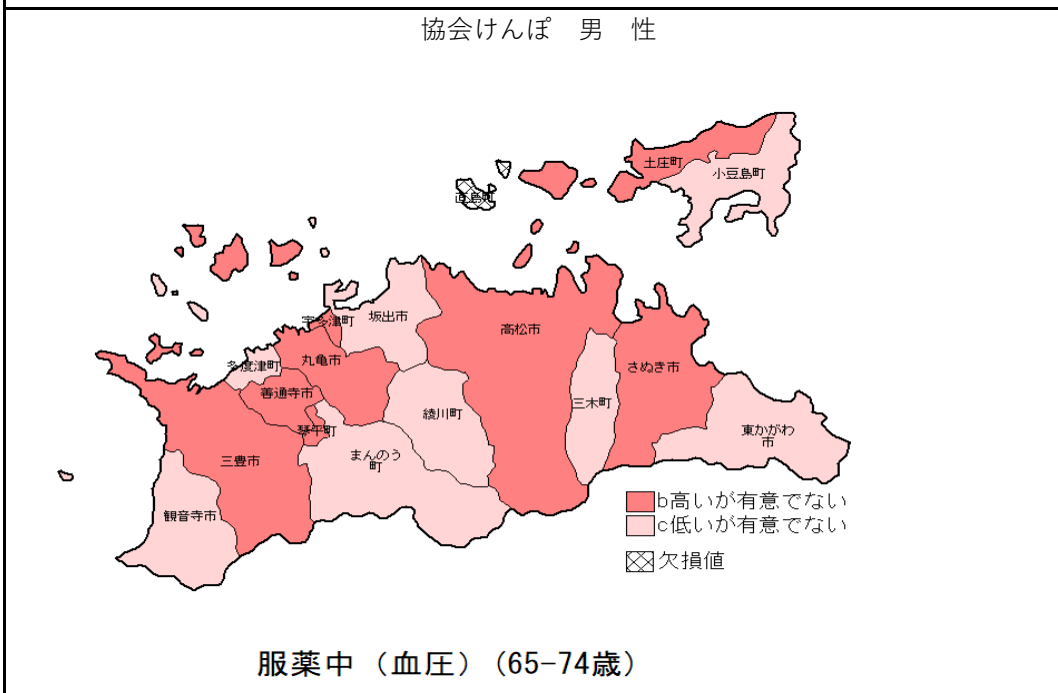 協会けんぽ 男 性
土庄町
小豆島町
直島町
宇多津町
坂出市
高松市
多度津町
丸亀市
さぬき市
善通寺市
三木町
綾川町
琴平町
東かがわ
市
三豊市
まんのう
町
観音寺市
b高いが有意でない
c低いが有意でない
欠損値
服薬中（血圧）(65-74歳)